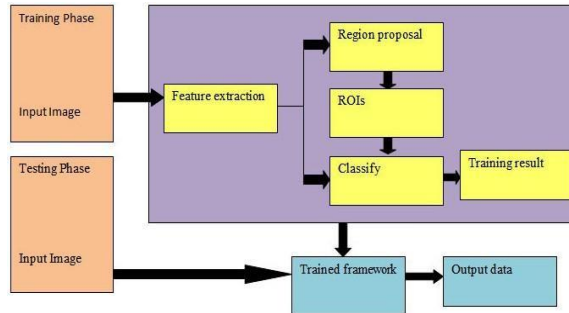 Training Phase
Input Image
Feature extraction
Region proposal
ROIs
Classify
Training result
Testing Phase
Input Image
Trained framework
Output data